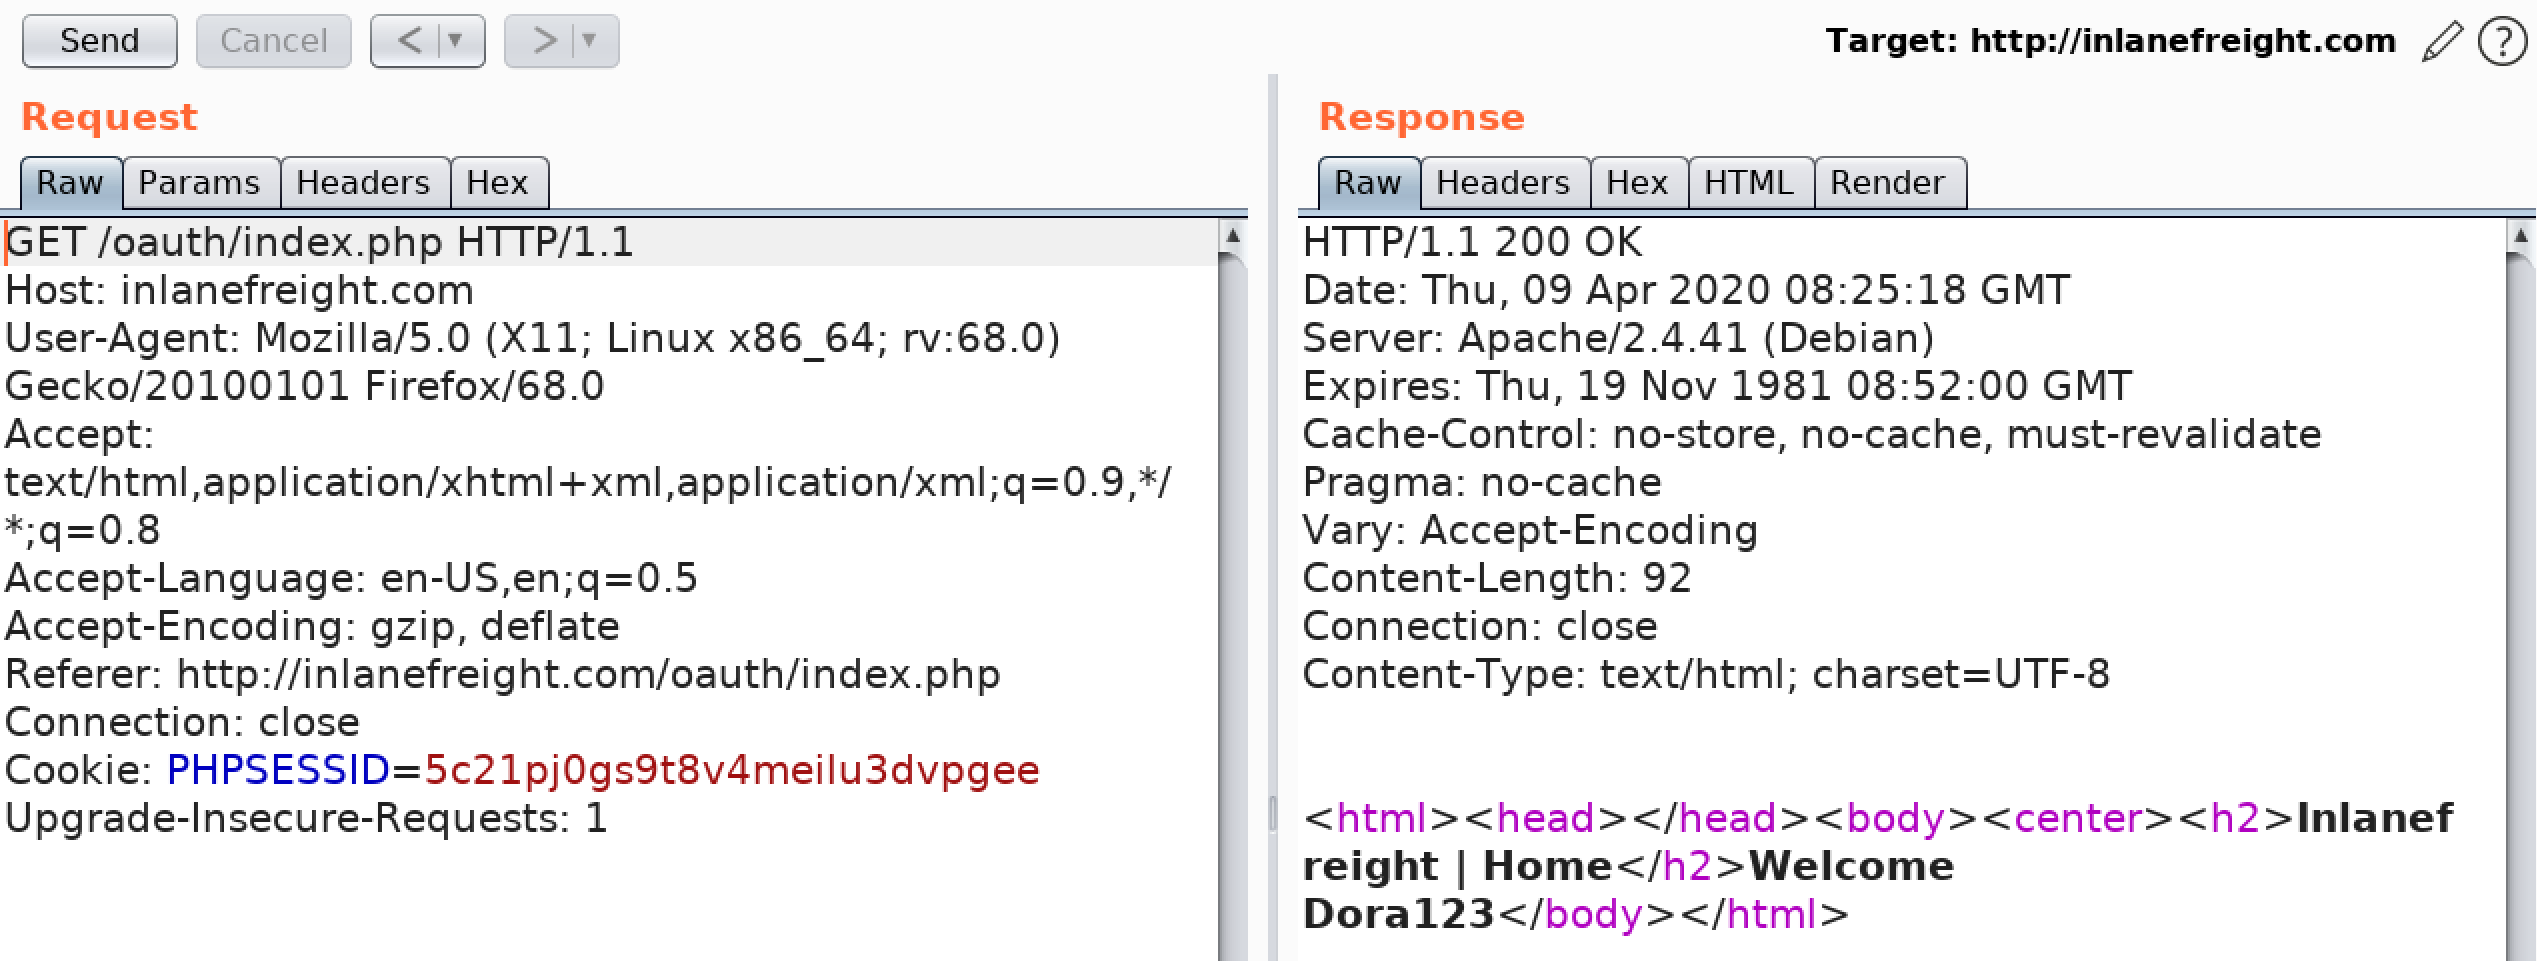 Send Cancel < ▼ > ▼ Target: http://inlanefreight.com ?
Request
Raw Params Headers Hex
GET /oauth/index.php HTTP/1.1
Host: inlanefreight.com
User-Agent: Mozilla/5.0 (X11; Linux x86_64; rv:68.0)
Gecko/20100101 Firefox/68.0
Accept:
text/html,application/xhtml+xml,application/xml;q=0.9,*/
*;q=0.8
Accept-Language: en-US,en;q=0.5
Accept-Encoding: gzip, deflate
Referer: http://inlanefreight.com/oauth/index.php
Connection: close
Cookie: PHPSESSID=5c21pj0gs9t8v4meilu3dvpgee
Upgrade-Insecure-Requests: 1
Response
Raw Headers Hex HTML Render
HTTP/1.1 200 OK
Date: Thu, 09 Apr 2020 08:25:18 GMT
Server: Apache/2.4.41 (Debian)
Expires: Thu, 19 Nov 1981 08:52:00 GMT
Cache-Control: no-store, no-cache, must-revalidate
Pragma: no-cache
Vary: Accept-Encoding
Content-Length: 92
Connection: close
Content-Type: text/html; charset=UTF-8
<html><head></head><body><center><h2>Inlanef
reight | Home</h2>Welcome
Dora123</body></html>